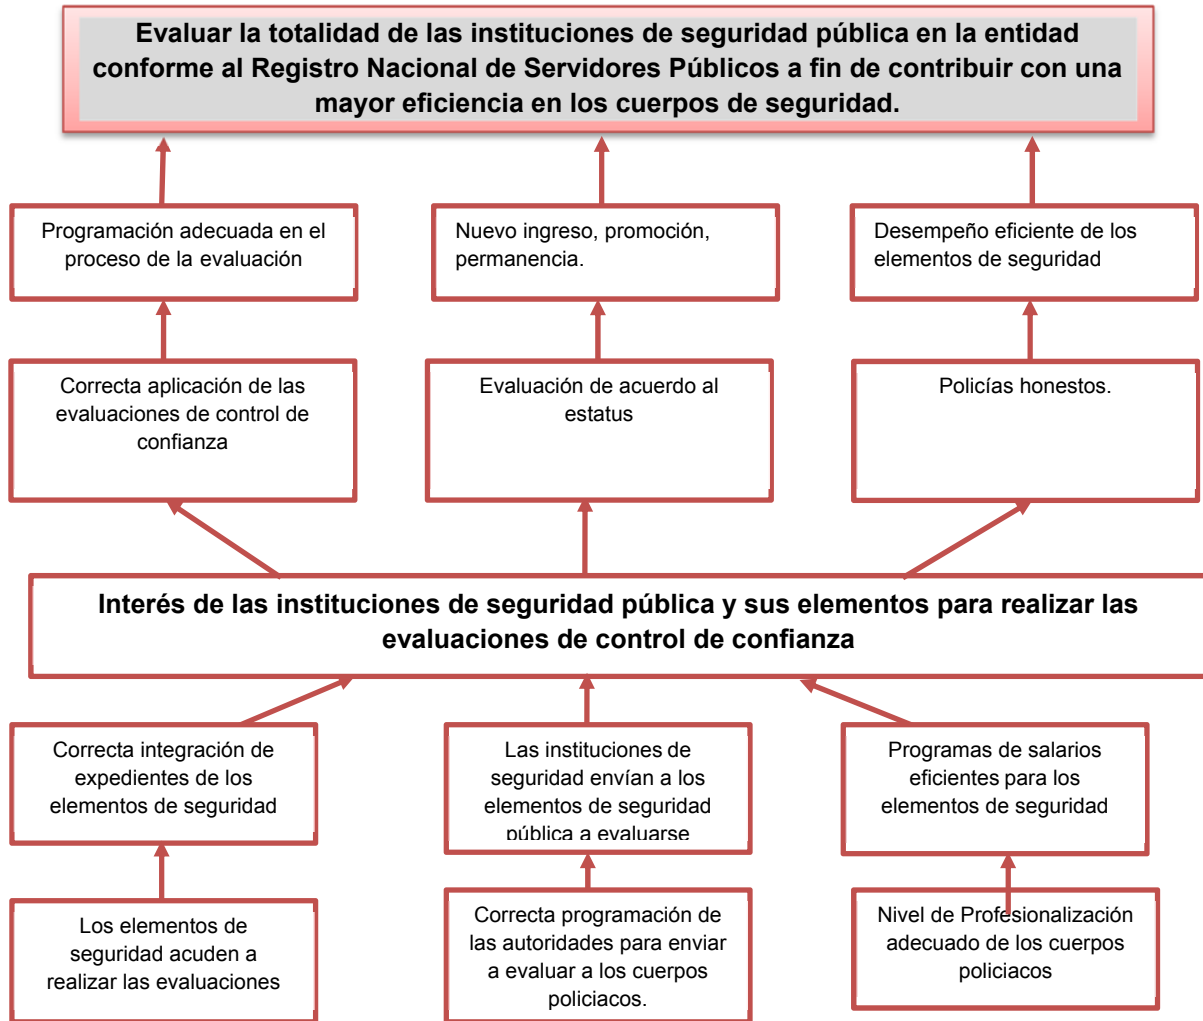 Evaluar la totalidad de las instituciones de seguridad pública en la entidad
conforme al Registro Nacional de Servidores Públicos a fin de contribuir con una
mayor eficiencia en los cuerpos de seguridad.
Programación adecuada en el
proceso de la evaluación
Nuevo ingreso, promoción,
permanencia.
Desempeño eficiente de los
elementos de seguridad
Correcta aplicación de las
evaluaciones de control de
confianza
Evaluación de acuerdo al
estatus
Policías honestos.
Interés de las instituciones de seguridad pública y sus elementos para realizar las
evaluaciones de control de confianza
Correcta integración de
expedientes de los
elementos de seguridad
Las instituciones de
seguridad envían a los
elementos de seguridad
pública a evaluarse
Programas de salarios
eficientes para los
elementos de seguridad
Los elementos de
seguridad acuden a
realizar las evaluaciones
Correcta programación de
las autoridades para enviar
a evaluar a los cuerpos
policiacos.
Nivel de Profesionalización
adecuado de los cuerpos
policiacos